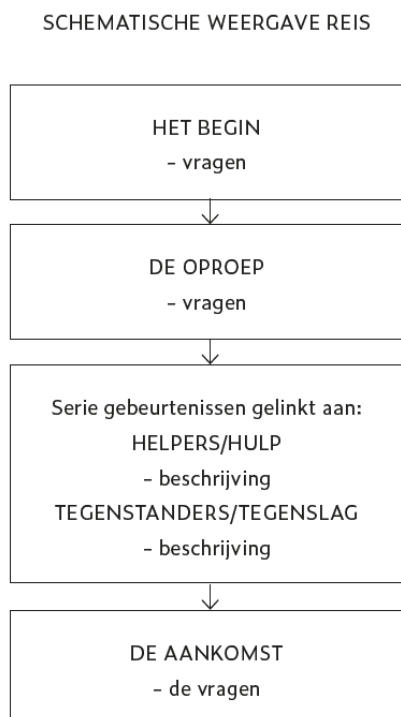 SCHEMATISCHE WEERGAVE REIS
HET BEGIN
– vragen
DE OPROEP
– vragen
Serie gebeurtenissen gelinkt aan:
HELPERS/HULP
– beschrijving
TEGENSTANDERS/TEGENSLAG
– beschrijving
DE AANKOMST
– de vragen